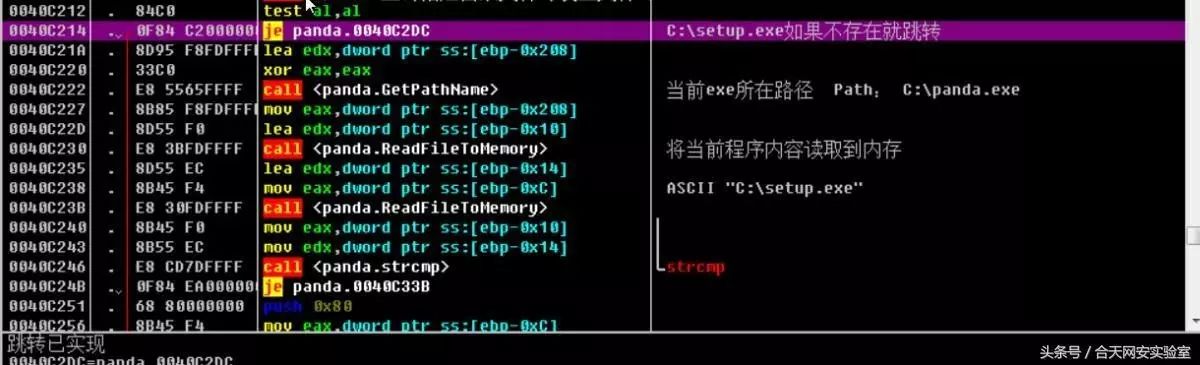 0040C212 . 84C0 test al,al
0040C214 . 0F84 C200000 je panda.0040C2DC C:\setup.exe如果不存在就跳转
0040C21A . 8D95 F8FDFFF lea edx,dword ptr ss:[ebp-0x208]
0040C220 . 33C0 xor eax,eax
0040C222 . E8 5565FFFF call <panda.GetPathName> 当前exe所在路径 Path: C:\panda.exe
0040C227 . 8B85 F8FDFFF mov eax,dword ptr ss:[ebp-0x208]
0040C22D . 8D55 F0 lea edx,dword ptr ss:[ebp-0x10]
0040C230 . E8 3BFDFFFF call <panda.ReadFileToMemory> 将当前程序内容读取到内存
0040C235 . 8D55 EC lea edx,dword ptr ss:[ebp-0x14]
0040C238 . 8B45 F4 mov eax,dword ptr ss:[ebp-0xC] ASCII "C:\setup.exe"
0040C23B . E8 30FDFFFF call <panda.ReadFileToMemory>
0040C240 . 8B45 F0 mov eax,dword ptr ss:[ebp-0x10]
0040C243 . 8B55 EC mov edx,dword ptr ss:[ebp-0x14]
0040C246 . E8 CD7DFFFF call <panda.strcmp> strcmp
0040C24B . 0F84 EA00000 je panda.0040C33B
0040C251 . 68 80000000 push 0x80
0040C256 . 8B45 F4 mov eax,dword ptr ss:[ebp-0xC]
跳转已实现
0040C2DC=panda.0040C2DC
头条号 / 合天网安实验室